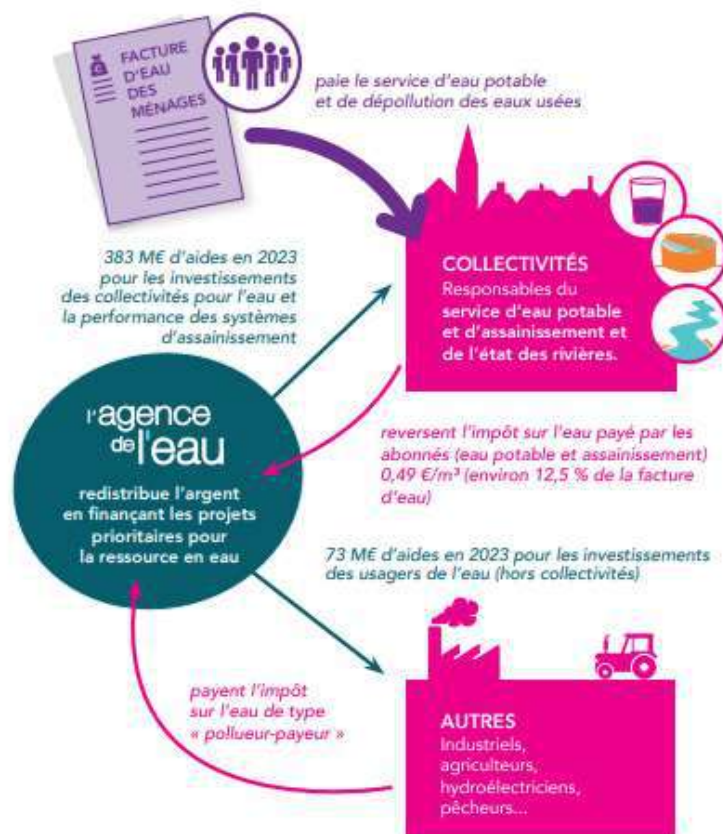 FACTURE
D'EAU
DES
MÉNAGES
paie le service d'eau potable
et de dépollution des eaux usées
383 M€ d'aides en 2023
pour les investissements
des collectivités pour l'eau et
la performance des systèmes
d'assainissement
COLLECTIVITÉS
Responsables du
service d'eau potable
et d'assainissement et
de l'état des rivières.
l'agence
de l'eau
redistribue l'argent
en finançant les projets
prioritaires pour
la ressource en eau
reversent l'impôt sur l'eau payé par les
abonnés (eau potable et assainissement)
0,49 €/m³ (environ 12,5 % de la facture
d'eau)
73 M€ d'aides en 2023 pour les investissements
des usagers de l'eau (hors collectivités)
payent l'impôt
sur l'eau de type
« pollueur-payeur »
AUTRES
Industriels,
agriculteurs,
hydroélectriciens,
pêcheurs...